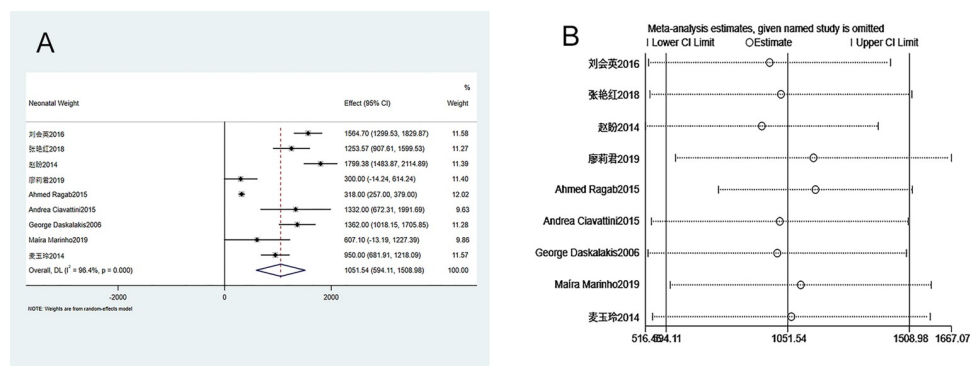 A
%
Neonatal Weight Effect (95% CI) Weight
刘会英2016 1564.70 (1299.53, 1829.87) 11.58
张艳红2018 1253.57 (907.61, 1599.53) 11.27
赵盼2014 1799.38 (1483.87, 2114.89) 11.39
廖莉君2019 300.00 (-14.24, 614.24) 11.40
Ahmed Ragab2015 318.00 (257.00, 379.00) 12.02
Andrea Ciavattini2015 1332.00 (672.31, 1991.69) 9.63
George Daskalakis2006 1362.00 (1018.15, 1705.85) 11.28
Maíra Marinho2019 607.10 (-13.19, 1227.39) 9.86
麦玉玲2014 950.00 (681.91, 1218.09) 11.57
Overall, DL (I² = 96.4%, p = 0.000) 1051.54 (594.11, 1508.98) 100.00
-2000 0 2000
NOTE: Weights are from random-effects model
B
Meta-analysis estimates, given named study is omitted
Lower CI Limit Estimate Upper CI Limit
刘会英2016
张艳红2018
赵盼2014
廖莉君2019
Ahmed Ragab2015
Andrea Ciavattini2015
George Daskalakis2006
Maíra Marinho2019
麦玉玲2014
1051.54 1508.98 1667.07